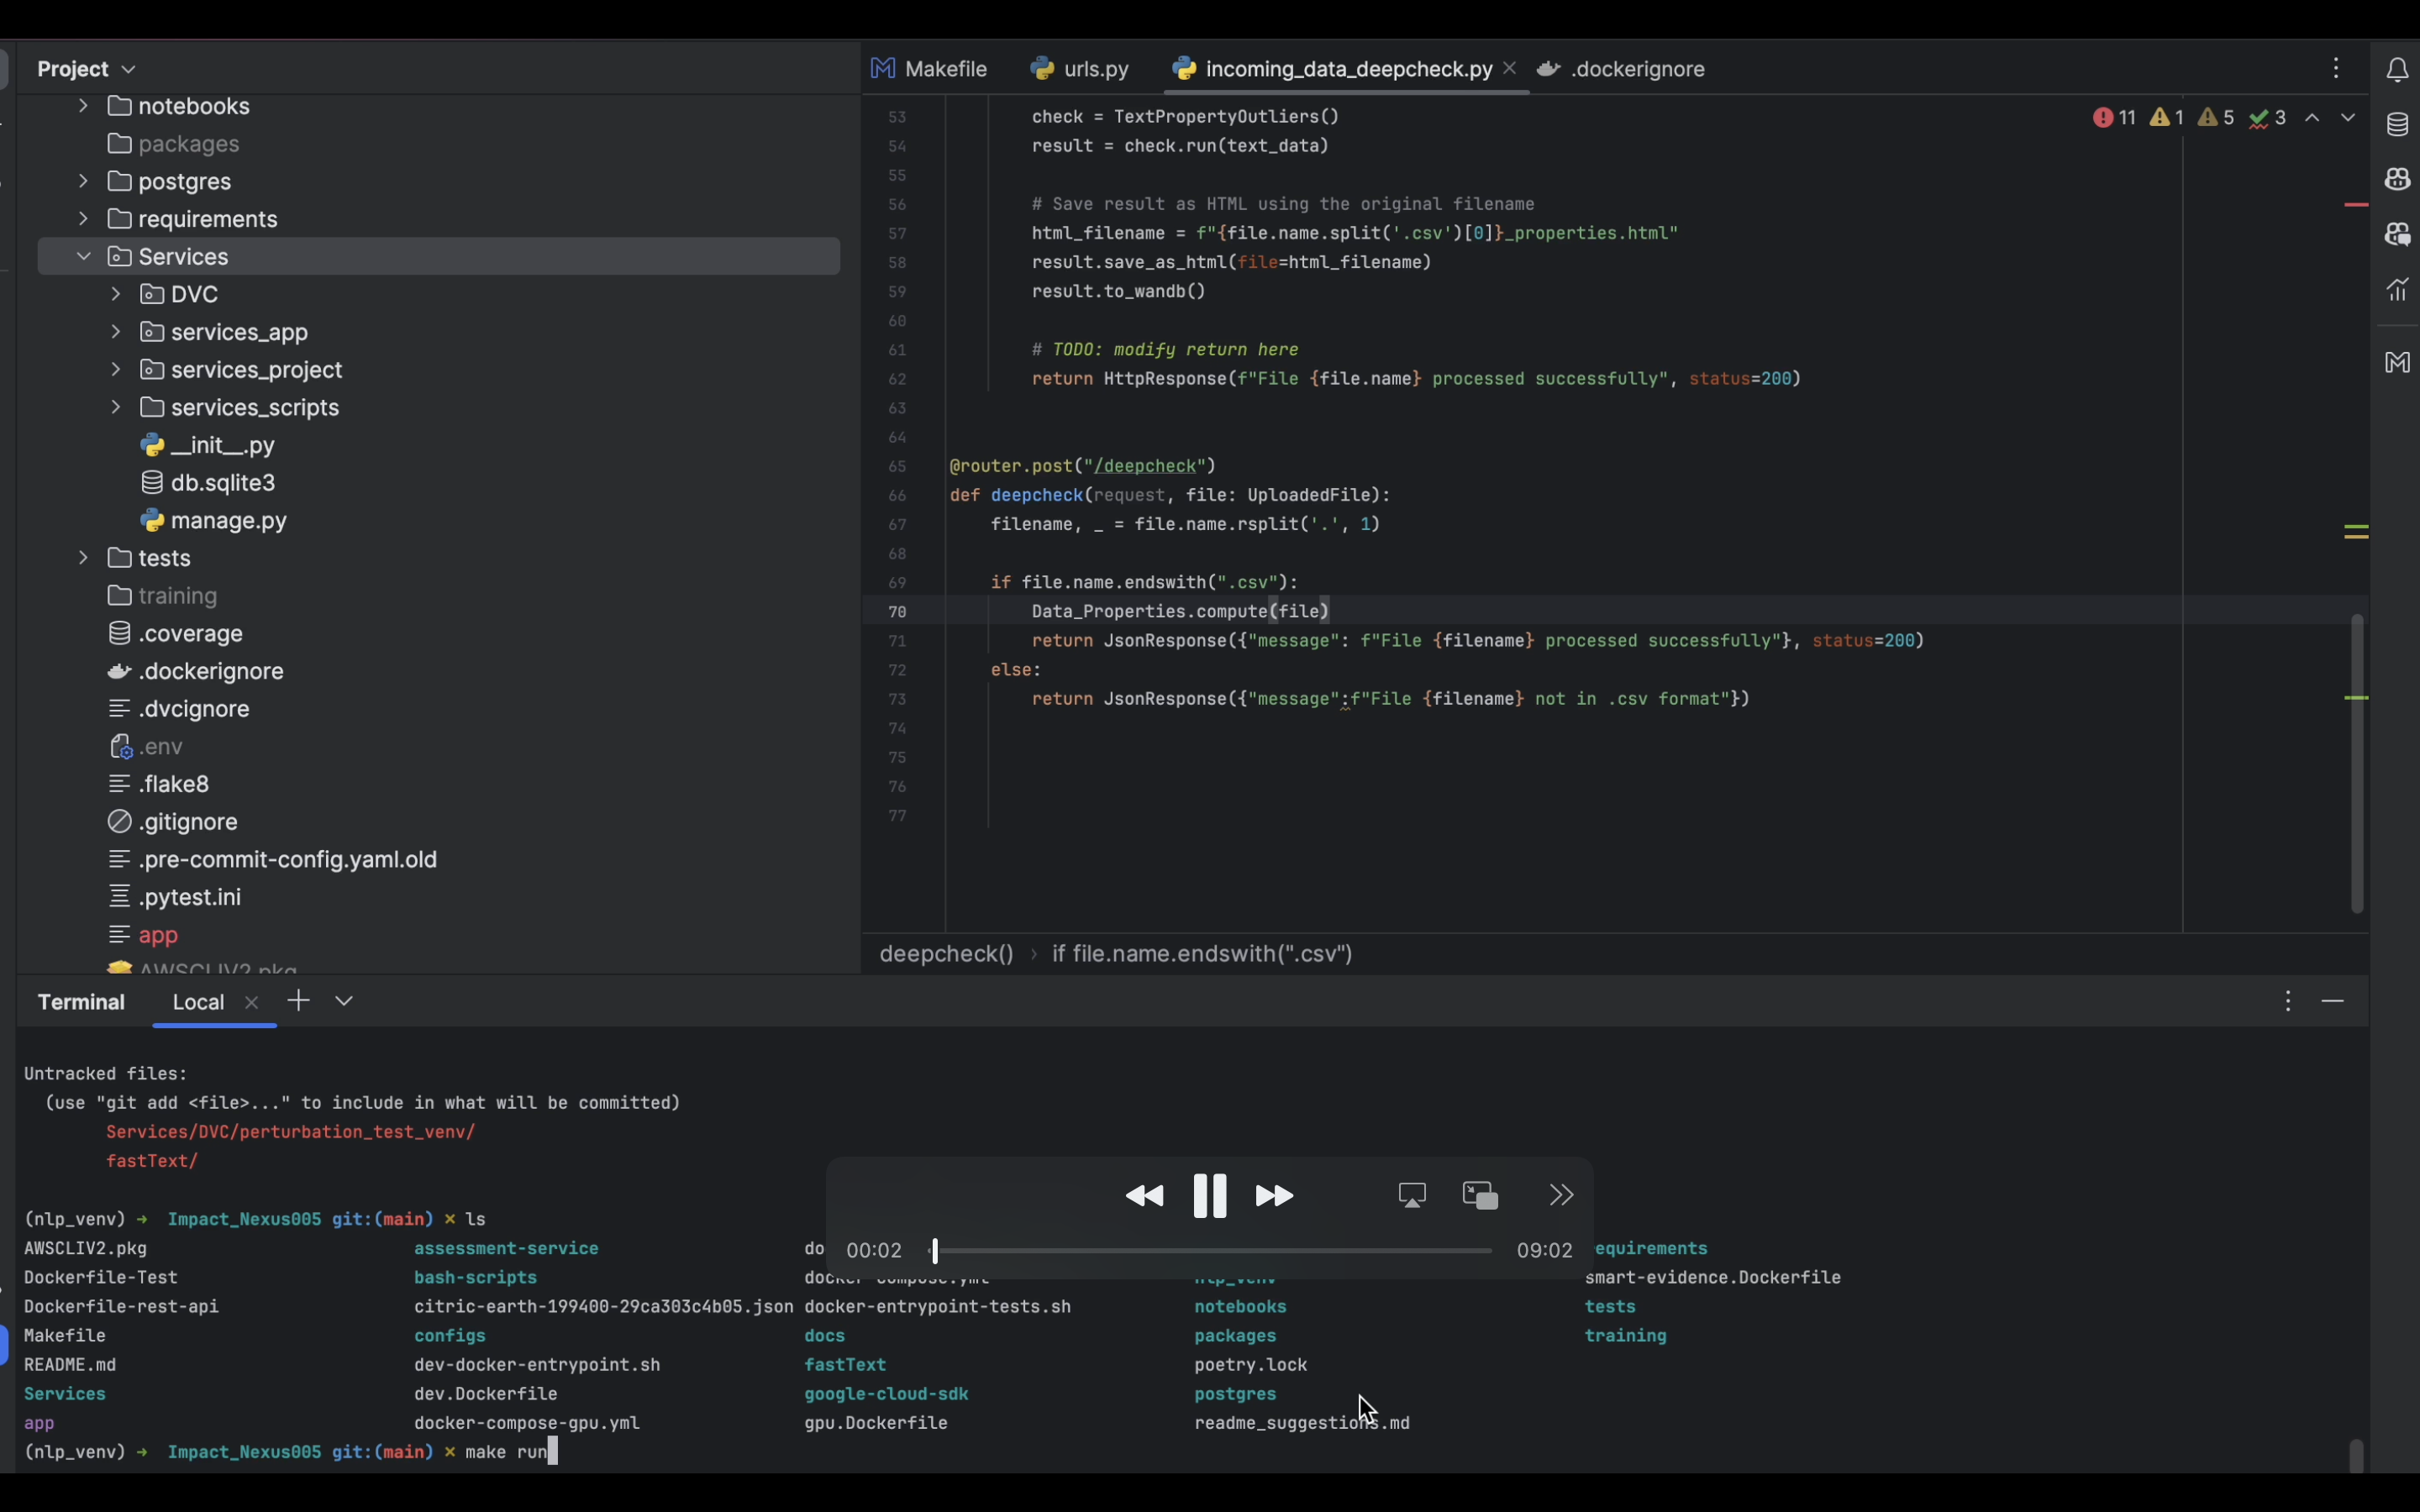 Project
notebooks
packages
postgres
requirements
Services
DVC
services_app
services_project
services_scripts
__init__.py
db.sqlite3
manage.py
tests
training
.coverage
.dockerignore
.dvcignore
.env
.flake8
.gitignore
.pre-commit-config.yaml.old
.pytest.ini
app
AWSCLIV2.pkg
Makefile urls.py incoming_data_deepcheck.py .dockerignore
11 1 5 3
53 check = TextPropertyOutliers()
54 result = check.run(text_data)
55
56 # Save result as HTML using the original filename
57 html_filename = f"{file.name.split('.csv')[0]}_properties.html"
58 result.save_as_html(file=html_filename)
59 result.to_wandb()
60
61 # TODO: modify return here
62 return HttpResponse(f"File {file.name} processed successfully", status=200)
63
64
65 @router.post("/deepcheck")
66 def deepcheck(request, file: UploadedFile):
67 filename, _ = file.name.rsplit('.', 1)
68
69 if file.name.endswith(".csv"):
70 Data_Properties.compute(file)
71 return JsonResponse({"message": f"File {filename} processed successfully"}, status=200)
72 else:
73 return JsonResponse({"message":f"File {filename} not in .csv format"})
74
75
76
77
deepcheck() › if file.name.endswith(".csv")
Terminal Local
Untracked files:
(use "git add <file>..." to include in what will be committed)
Services/DVC/perturbation_test_venv/
fastText/
(nlp_venv) → Impact_Nexus005 git:(main) × ls
AWSCLIV2.pkg assessment-service do equirements
Dockerfile-Test bash-scripts docker-compose.yml nlp_venv smart-evidence.Dockerfile
Dockerfile-rest-api citric-earth-199400-29ca303c4b05.json docker-entrypoint-tests.sh notebooks tests
Makefile configs docs packages training
README.md dev-docker-entrypoint.sh fastText poetry.lock
Services dev.Dockerfile google-cloud-sdk postgres
app docker-compose-gpu.yml gpu.Dockerfile readme_suggestions.md
(nlp_venv) → Impact_Nexus005 git:(main) × make run
00:02 09:02